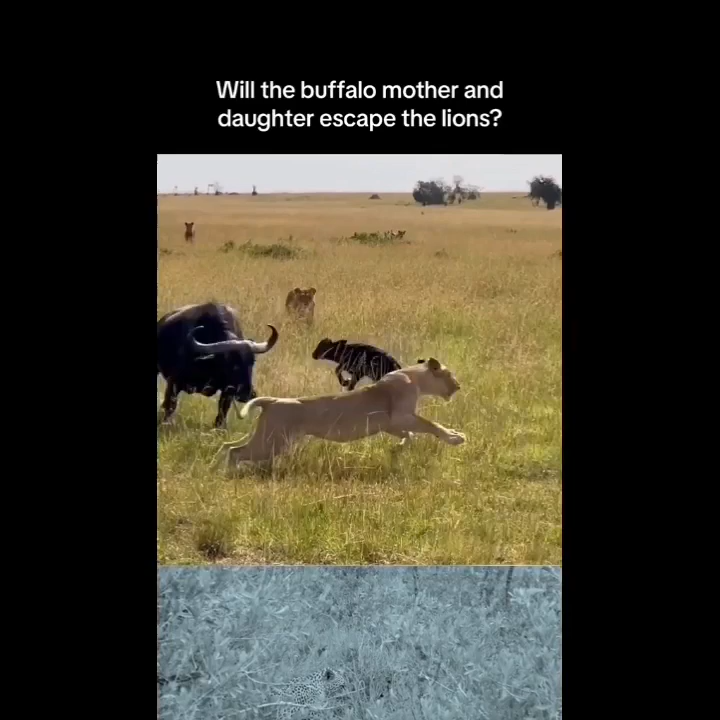 Will the buffalo mother and
daughter escape the lions?